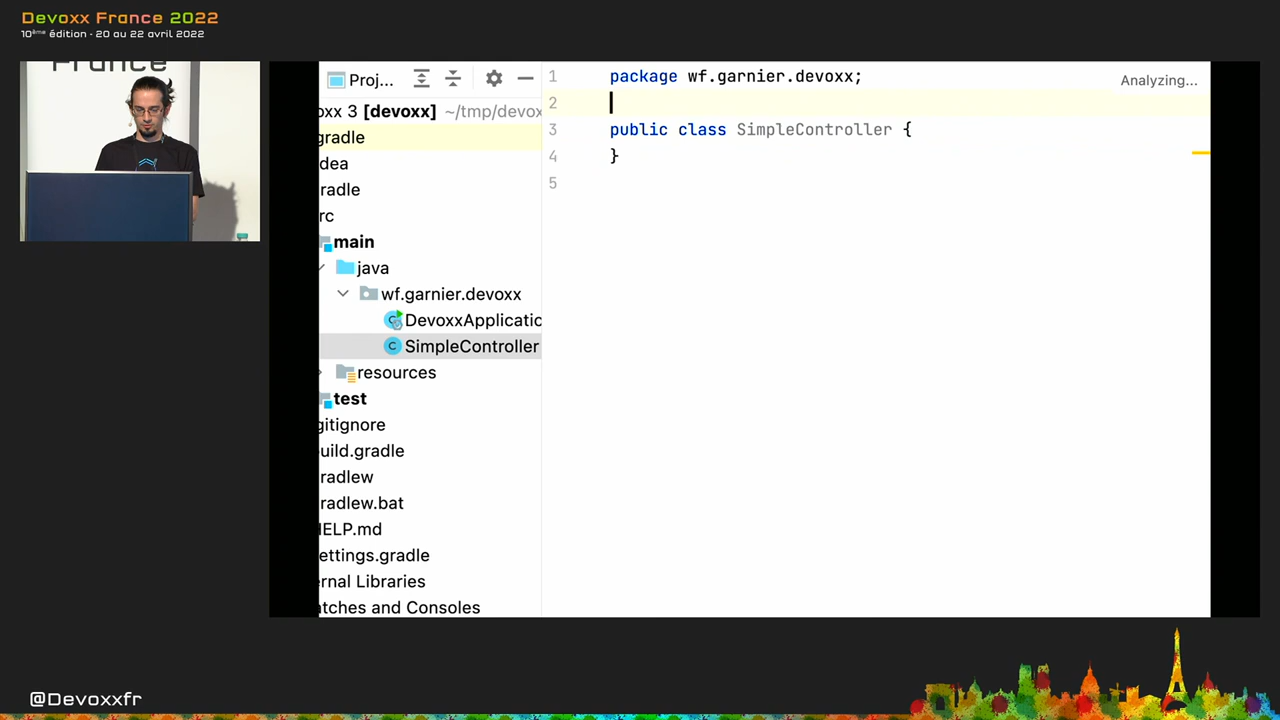 Devoxx France 2022
10ème édition - 20 au 22 avril 2022
France
Proj...
oxx 3 [devoxx] ~/tmp/devox
gradle
dea
radle
rc
main
java
wf.garnier.devoxx
DevoxxApplicatic
SimpleController
resources
test
gitignore
uild.gradle
radlew
radlew.bat
HELP.md
ettings.gradle
ernal Libraries
atches and Consoles
1 package wf.garnier.devoxx;
Analyzing...
2
3 public class SimpleController {
4 }
5
@Devoxxfr